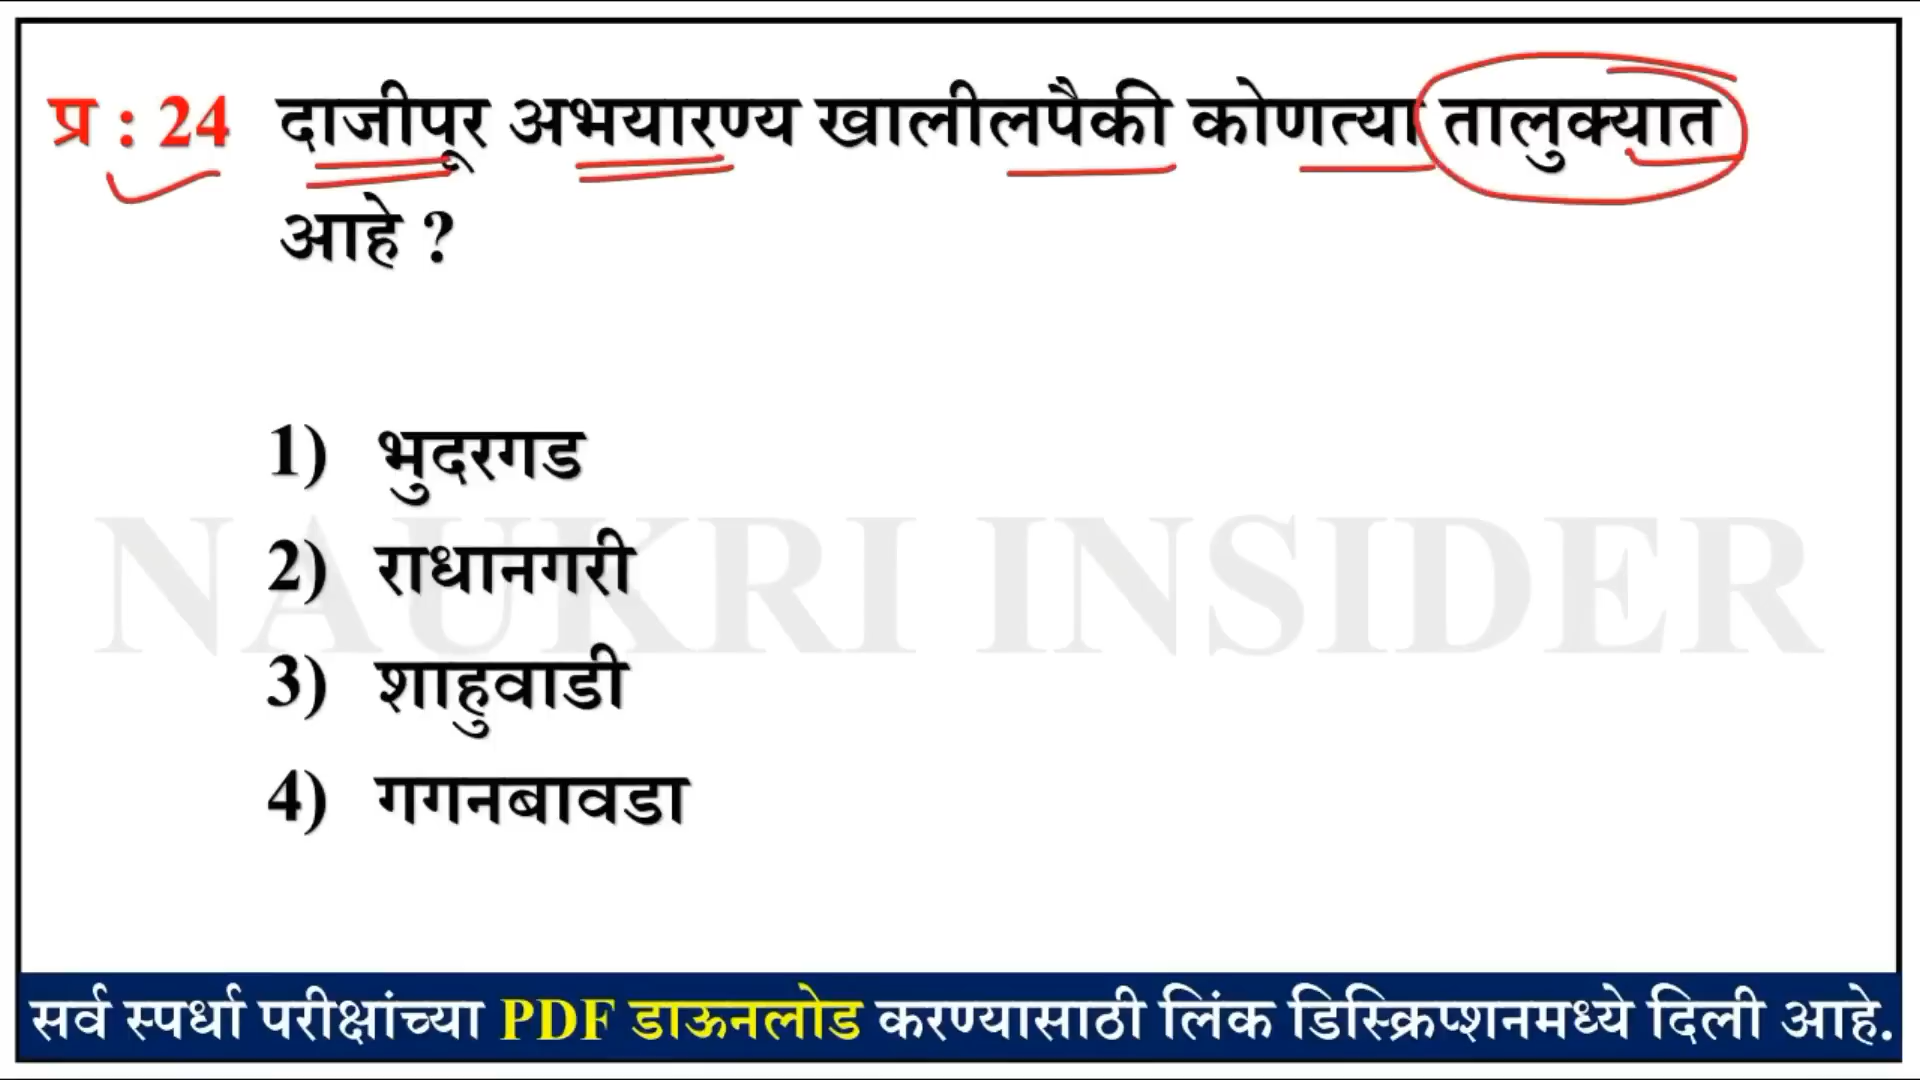 प्र : 24 दाजीपूर अभयारण्य खालीलपैकी कोणत्या तालुक्यात
आहे ?
1) भुदरगड
2) राधानगरी
NAUKRI INSIDER
3) शाहुवाडी
4) गगनबावडा
सर्व स्पर्धा परीक्षांच्या PDF डाऊनलोड करण्यासाठी लिंक डिस्क्रिप्शनमध्ये दिली आहे.